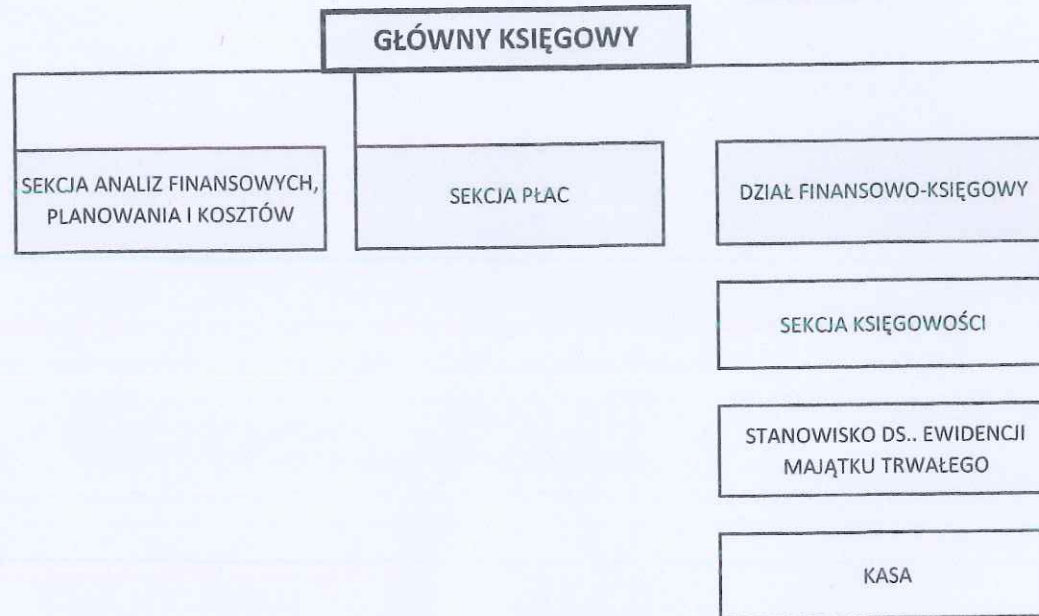 GŁÓWNY KSIĘGOWY
SEKCJA ANALIZ FINANSOWYCH,
PLANOWANIA I KOSZTÓW
SEKCJA PŁAC
DZIAŁ FINANSOWO-KSIĘGOWY
SEKCJA KSIĘGOWOŚCI
STANOWISKO DS.. EWIDENCJI
MAJĄTKU TRWAŁEGO
KASA